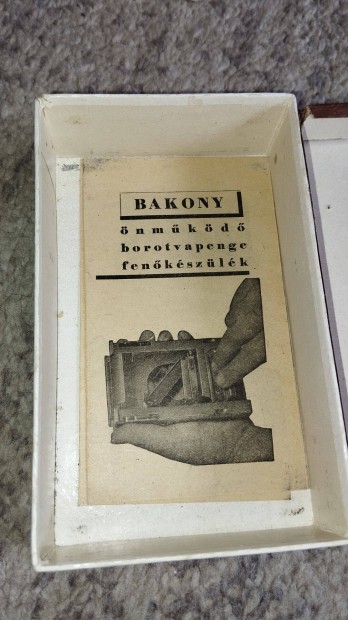 BAKONY
önműködő
borotvapenge
fenőkészülék